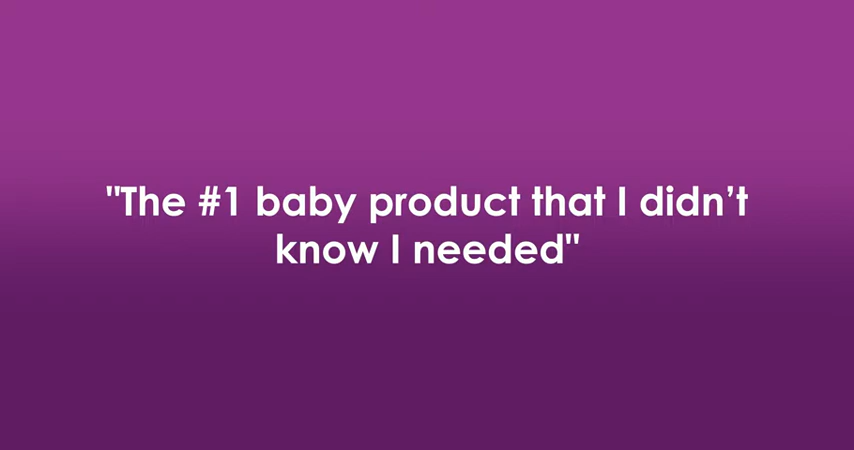 "The #1 baby product that I didn’t
know I needed"